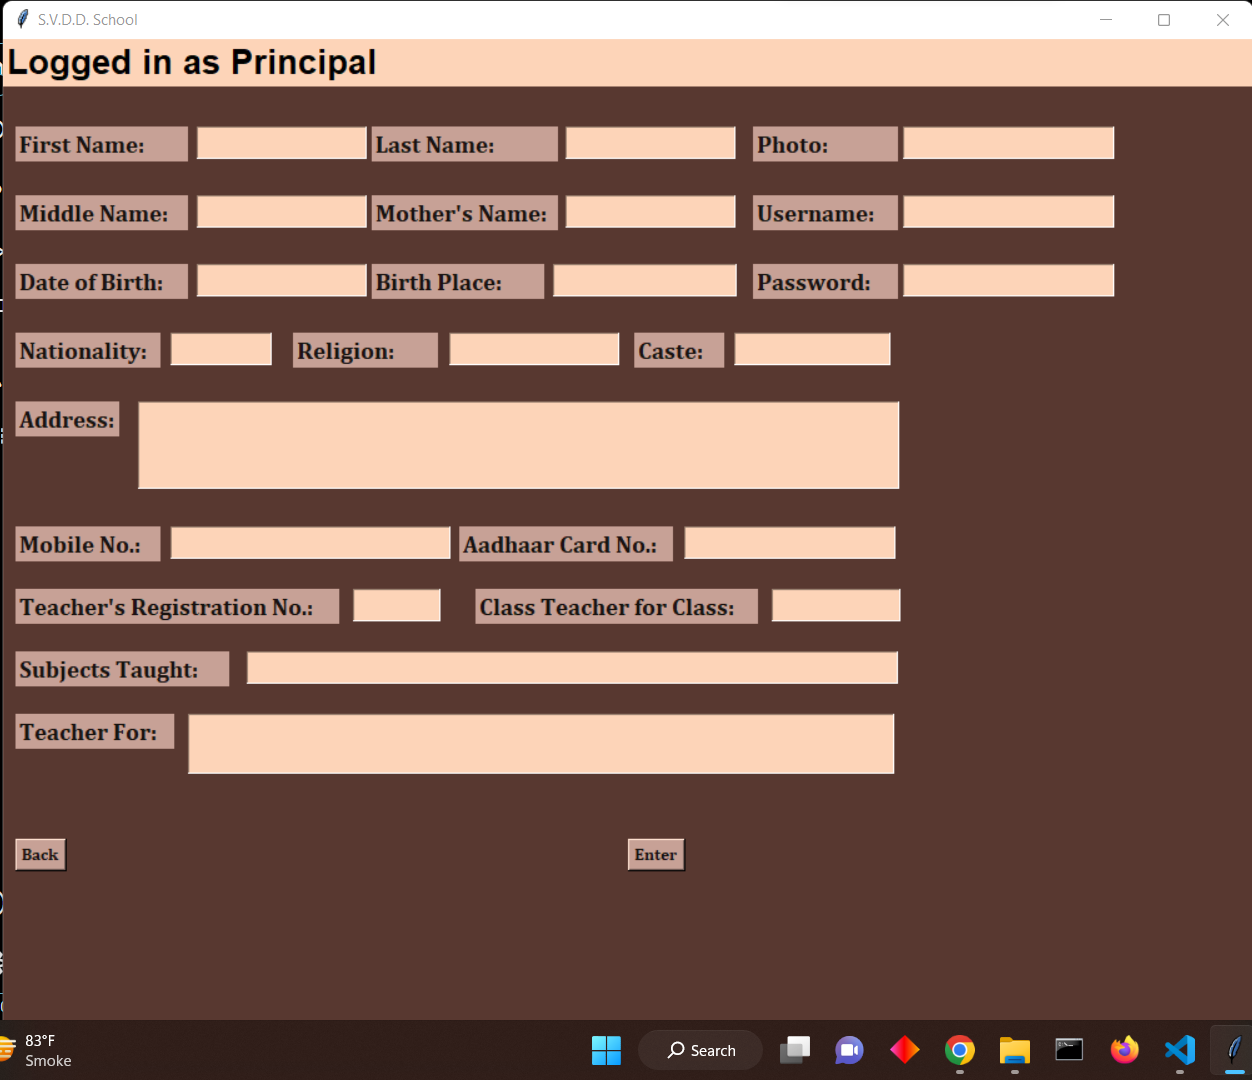 S.V.D.D. School
Logged in as Principal
First Name: Last Name: Photo:
Middle Name: Mother's Name: Username:
Date of Birth: Birth Place: Password:
Nationality: Religion: Caste:
Address:
Mobile No.: Aadhaar Card No.:
Teacher's Registration No.: Class Teacher for Class:
Subjects Taught:
Teacher For:
Back Enter
83°F
Smoke
Search